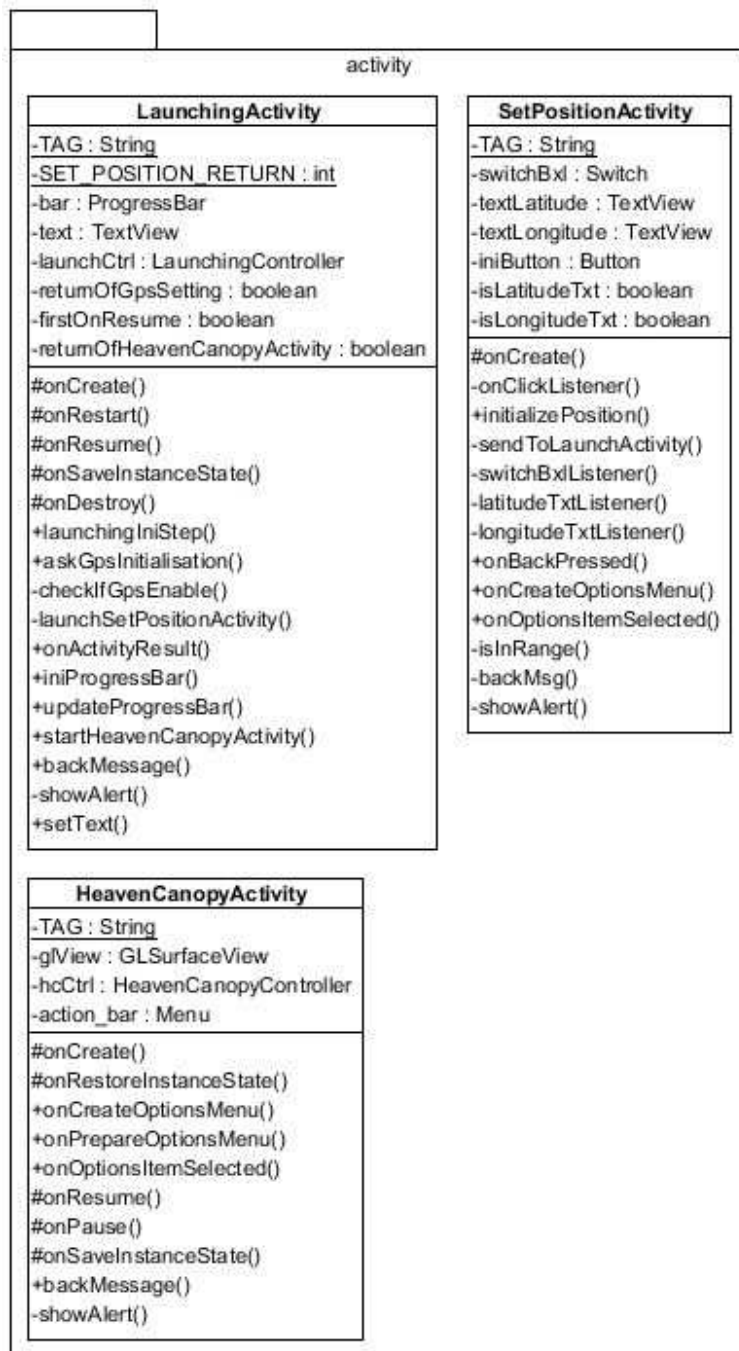 activity
LaunchingActivity
-TAG : String
-SET_POSITION_RETURN : int
-bar : ProgressBar
-text : TextView
-launchCtrl : LaunchingController
-returnOfGpsSetting : boolean
-firstOnResume : boolean
-returnOfHeavenCanopyActivity : boolean
#onCreate()
#onRestart()
#onResume()
#onSaveInstanceState()
#onDestroy()
+launchingIniStep()
+askGpsInitialisation()
-checkIfGpsEnable()
-launchSetPositionActivity()
+onActivityResult()
+iniProgressBar()
+updateProgressBar()
+startHeavenCanopyActivity()
+backMessage()
-showAlert()
+setText()
SetPositionActivity
-TAG : String
-switchBxl : Switch
-textLatitude : TextView
-textLongitude : TextView
-iniButton : Button
-isLatitudeTxt : boolean
-isLongitudeTxt : boolean
#onCreate()
-onClickListener()
+initializePosition()
-sendToLaunchActivity()
-switchBxlListener()
-latitudeTxtListener()
-longitudeTxtListener()
+onBackPressed()
+onCreateOptionsMenu()
+onOptionsItemSelected()
-isInRange()
-backMsg()
-showAlert()
HeavenCanopyActivity
-TAG : String
-glView : GLSurfaceView
-hcCtrl : HeavenCanopyController
-action_bar : Menu
#onCreate()
#onRestoreInstanceState()
+onCreateOptionsMenu()
+onPrepareOptionsMenu()
+onOptionsItemSelected()
#onResume()
#onPause()
#onSaveInstanceState()
+backMessage()
-showAlert()